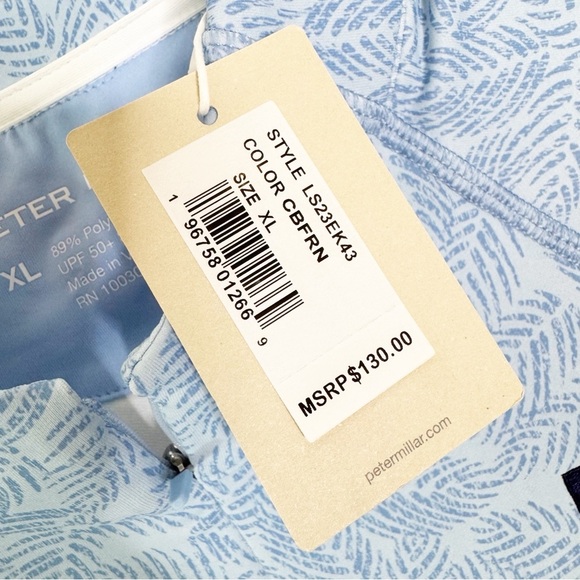 STYLE LS23EK43
COLOR CBFRN
SIZE XL
1 96758 01266 9
MSRP$130.00
petermillar.com
ETER
XL
89% Poly
UPF 50+
Made in
RN 10030